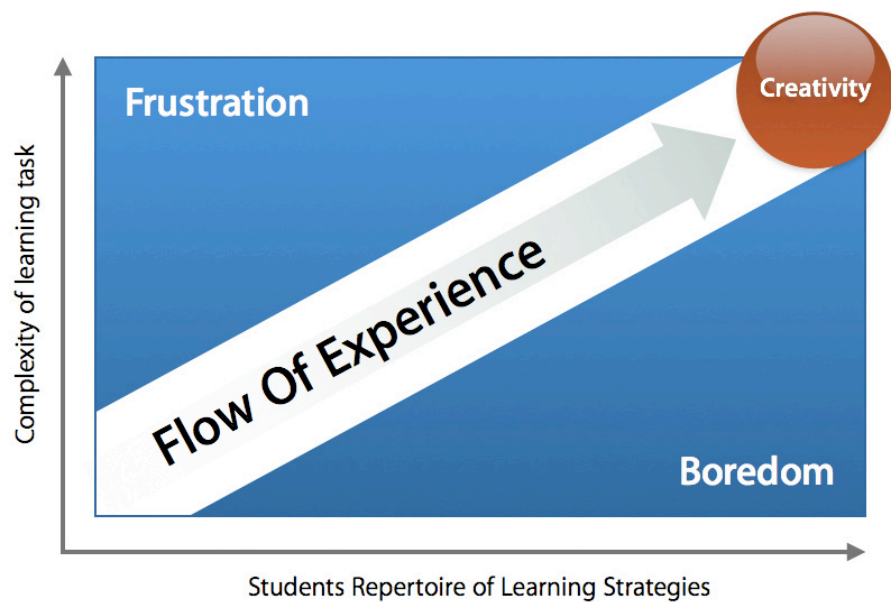 Creativity
Frustration
Complexity of learning task
Flow Of Experience
Boredom
Students Repertoire of Learning Strategies